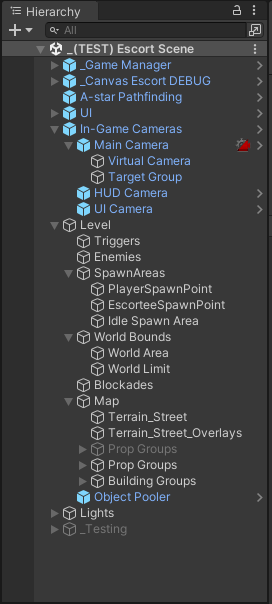 Hierarchy
All
_(TEST) Escort Scene
_Game Manager
_Canvas Escort DEBUG
A-star Pathfinding
UI
In-Game Cameras
Main Camera
Virtual Camera
Target Group
HUD Camera
UI Camera
Level
Triggers
Enemies
SpawnAreas
PlayerSpawnPoint
EscorteeSpawnPoint
Idle Spawn Area
World Bounds
World Area
World Limit
Blockades
Map
Terrain_Street
Terrain_Street_Overlays
Prop Groups
Prop Groups
Building Groups
Object Pooler
Lights
_Testing